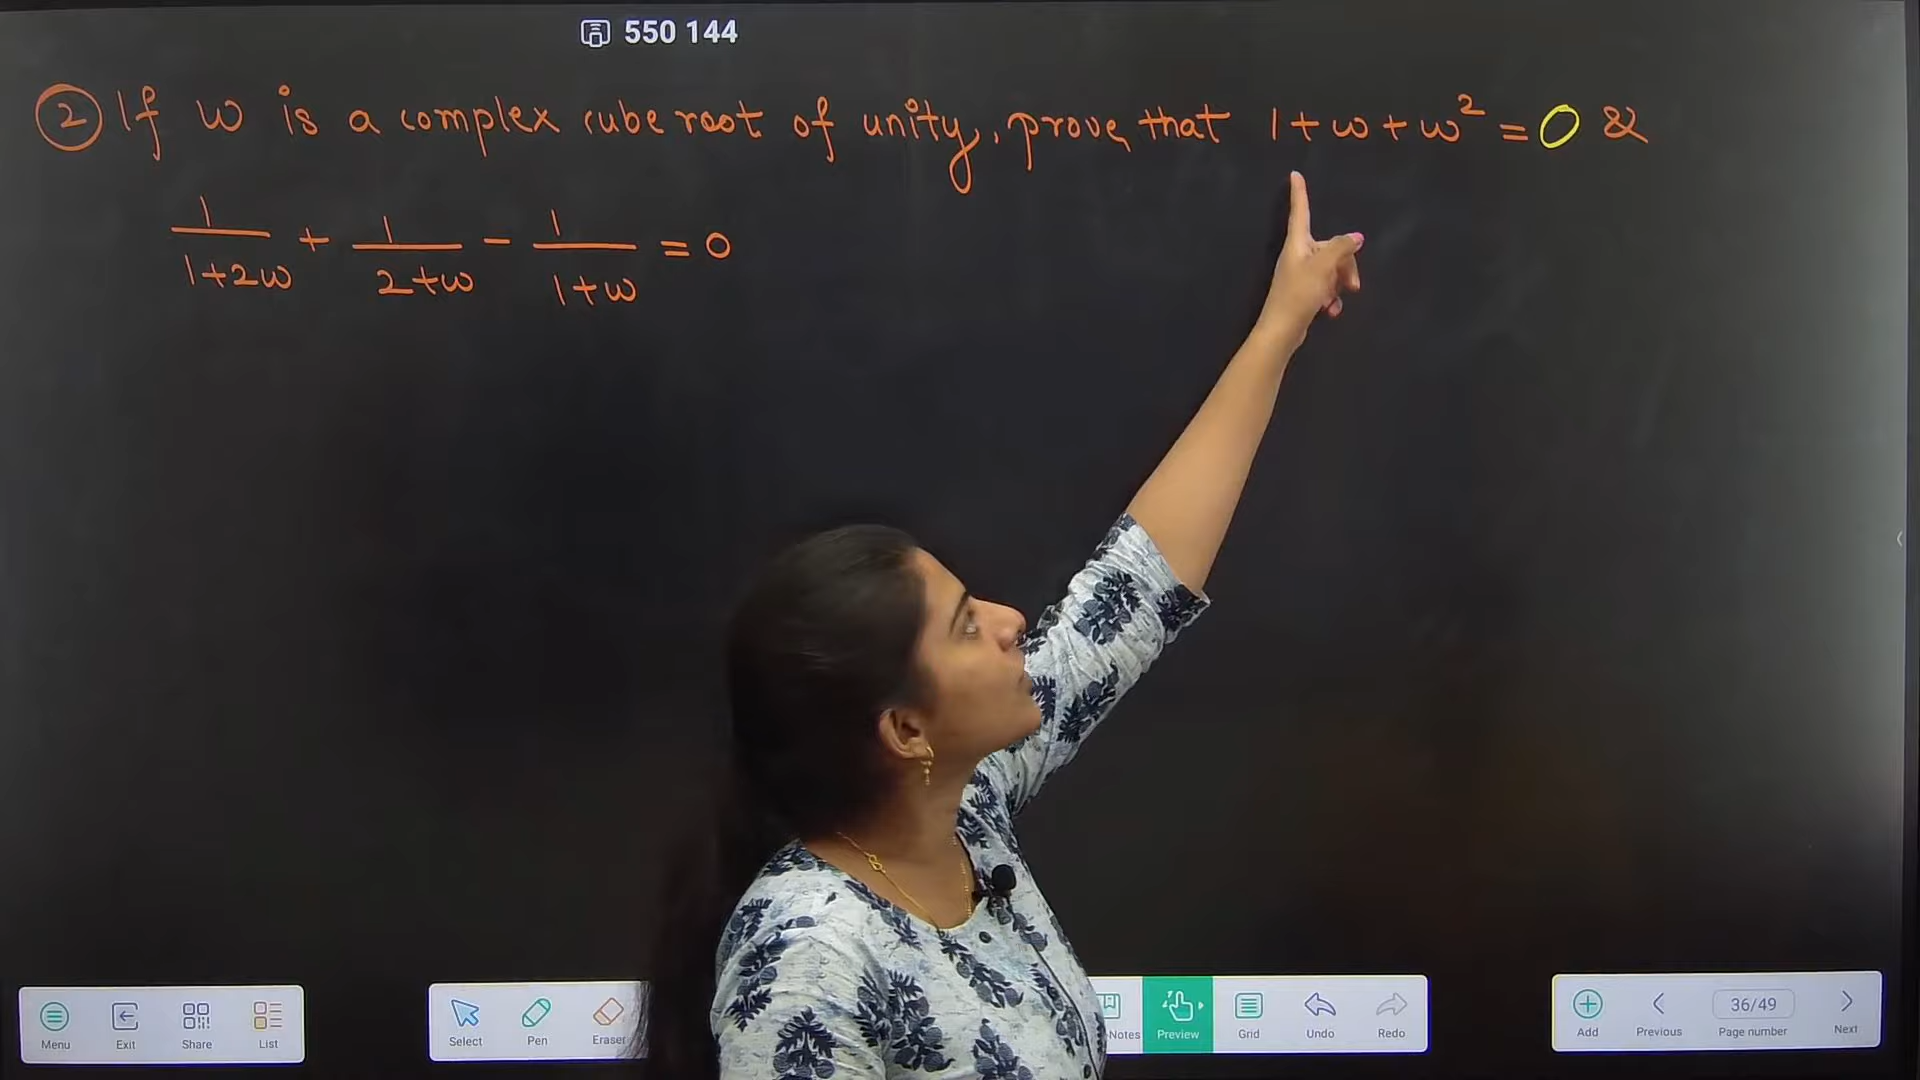 550 144
② If ω is a complex cube root of unity, prove that 1+ω+ω² = 0 &
1/(1+2ω) + 1/(2+ω) - 1/(1+ω) = 0
Menu Exit Share List Select Pen Eraser Notes Preview Grid Undo Redo Add Previous 36/49 Page number Next